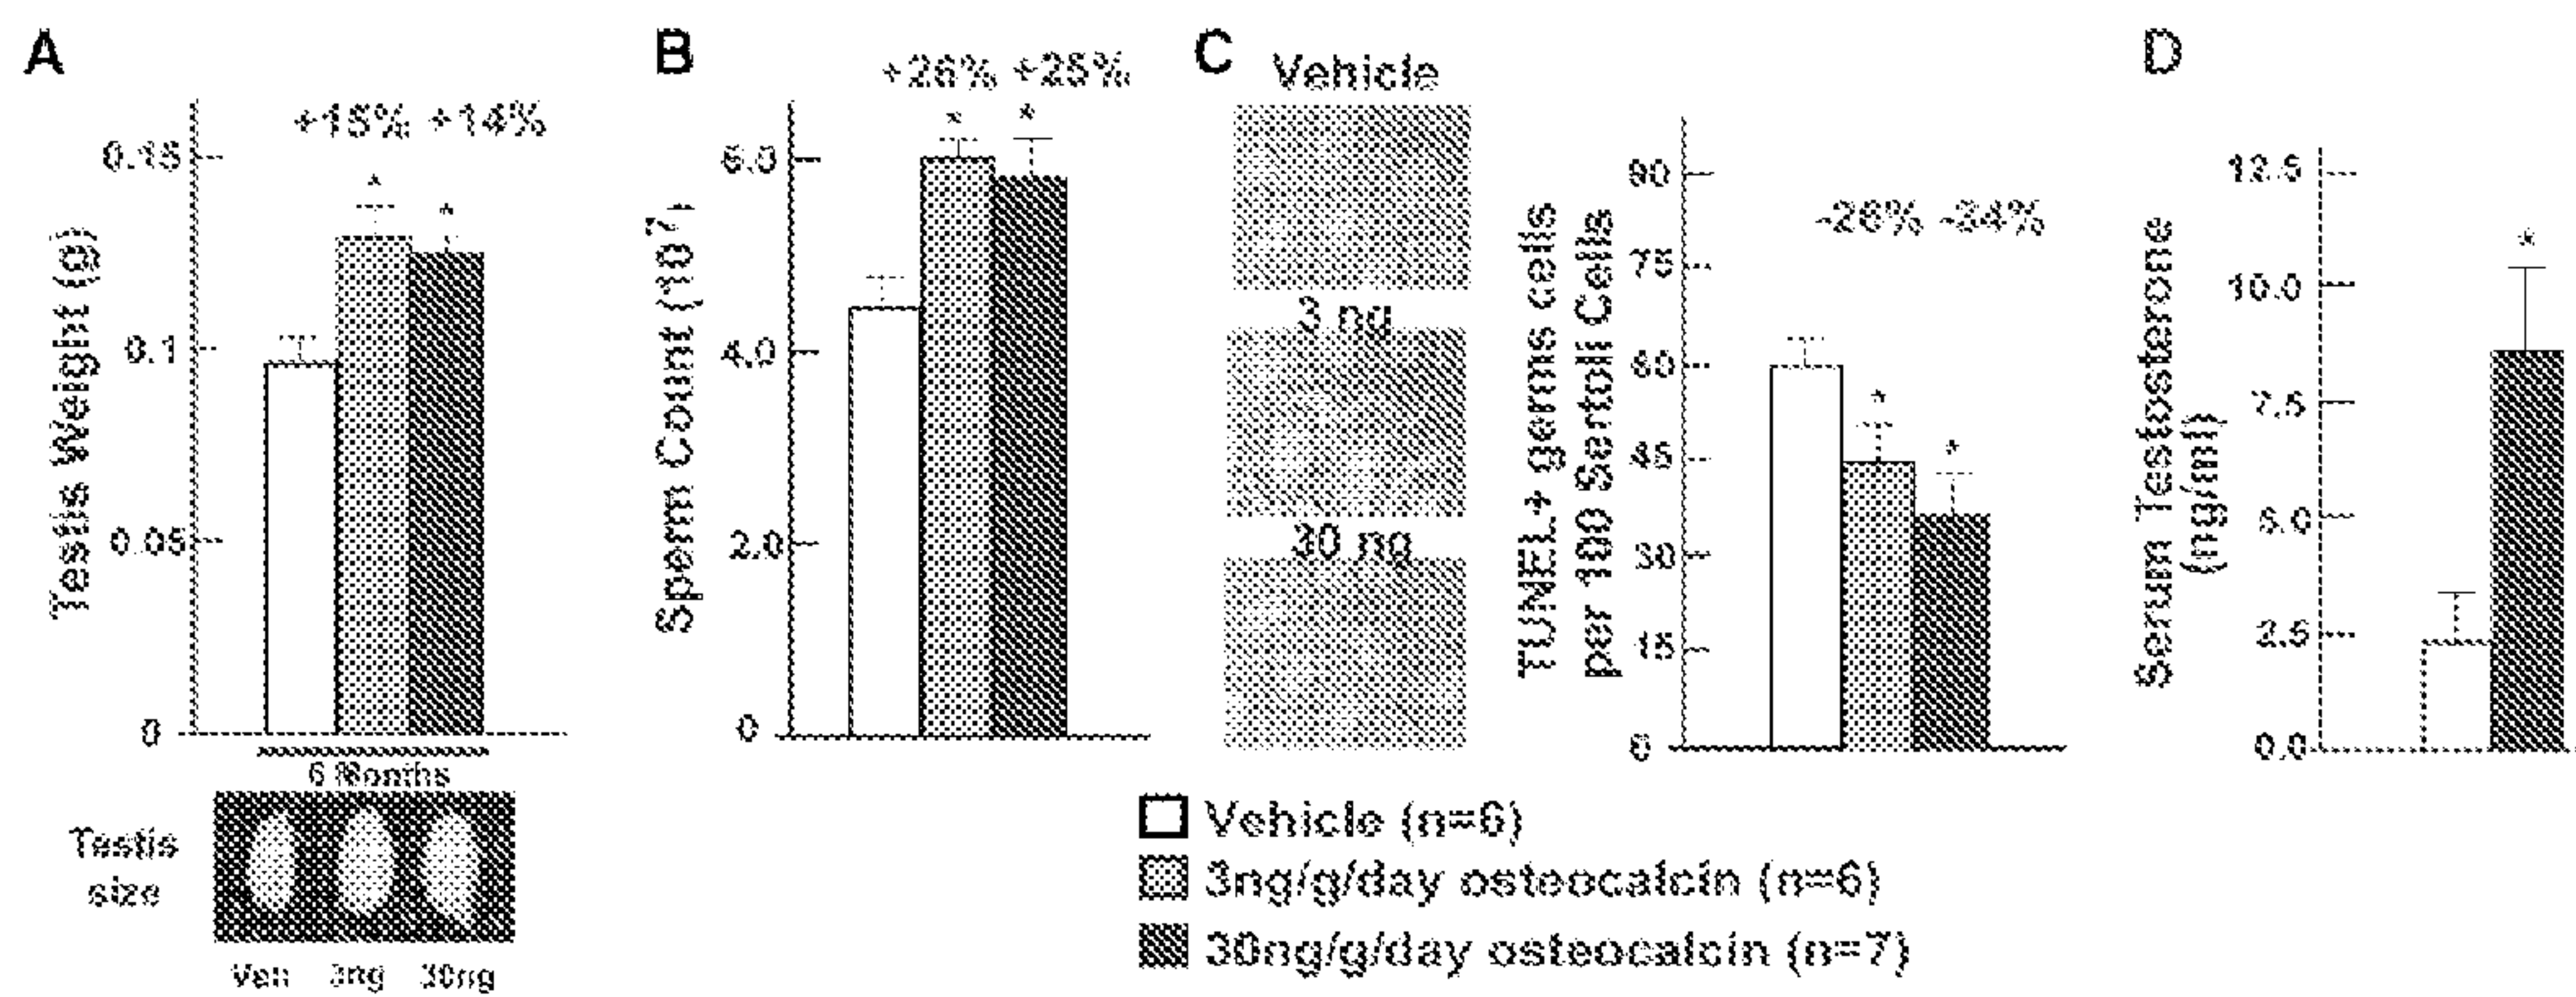 A
+15% +14%
0.15
0.1
0.05
0
Testis Weight (g)
6 Months
Testis
size
Veh 3ng 30ng
B
+26% +25%
6.0
4.0
2.0
0
Sperm Count (10⁷)
C
Vehicle
3 ng
30 ng
TUNEL+ germs cells
per 100 Sertoli Cells
90
75
60
45
30
15
0
-26% -34%
D
Serum Testosterone
(ng/ml)
12.5
10.0
7.5
5.0
2.5
0.0
Vehicle (n=6)
3ng/g/day osteocalcin (n=6)
30ng/g/day osteocalcin (n=7)